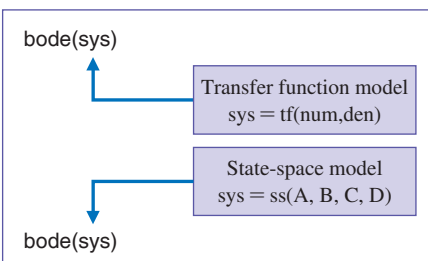 bode(sys)
Transfer function model
sys = tf(num,den)
State-space model
sys = ss(A, B, C, D)
bode(sys)